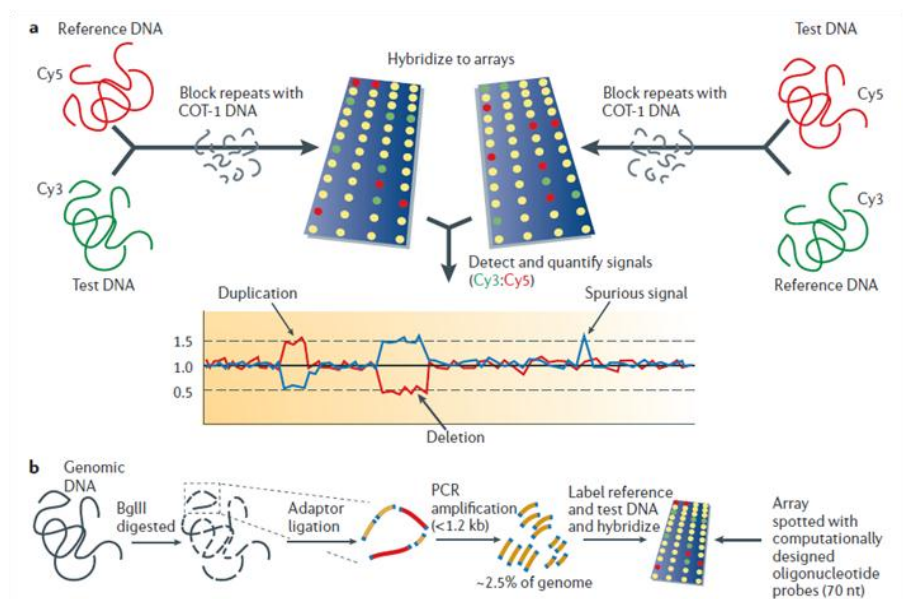 a
Reference DNA
Cy5
Cy3
Test DNA
Block repeats with
COT-1 DNA
Hybridize to arrays
Block repeats with
COT-1 DNA
Test DNA
Cy5
Cy3
Reference DNA
Detect and quantify signals
(Cy3:Cy5)
Duplication
Spurious signal
1.5
1.0
0.5
Deletion
b
Genomic
DNA
BglII
digested
Adaptor
ligation
PCR
amplification
(<1.2 kb)
~2.5% of genome
Label reference
and test DNA
and hybridize
Array
spotted with
computationally
designed
oligonucleotide
probes (70 nt)